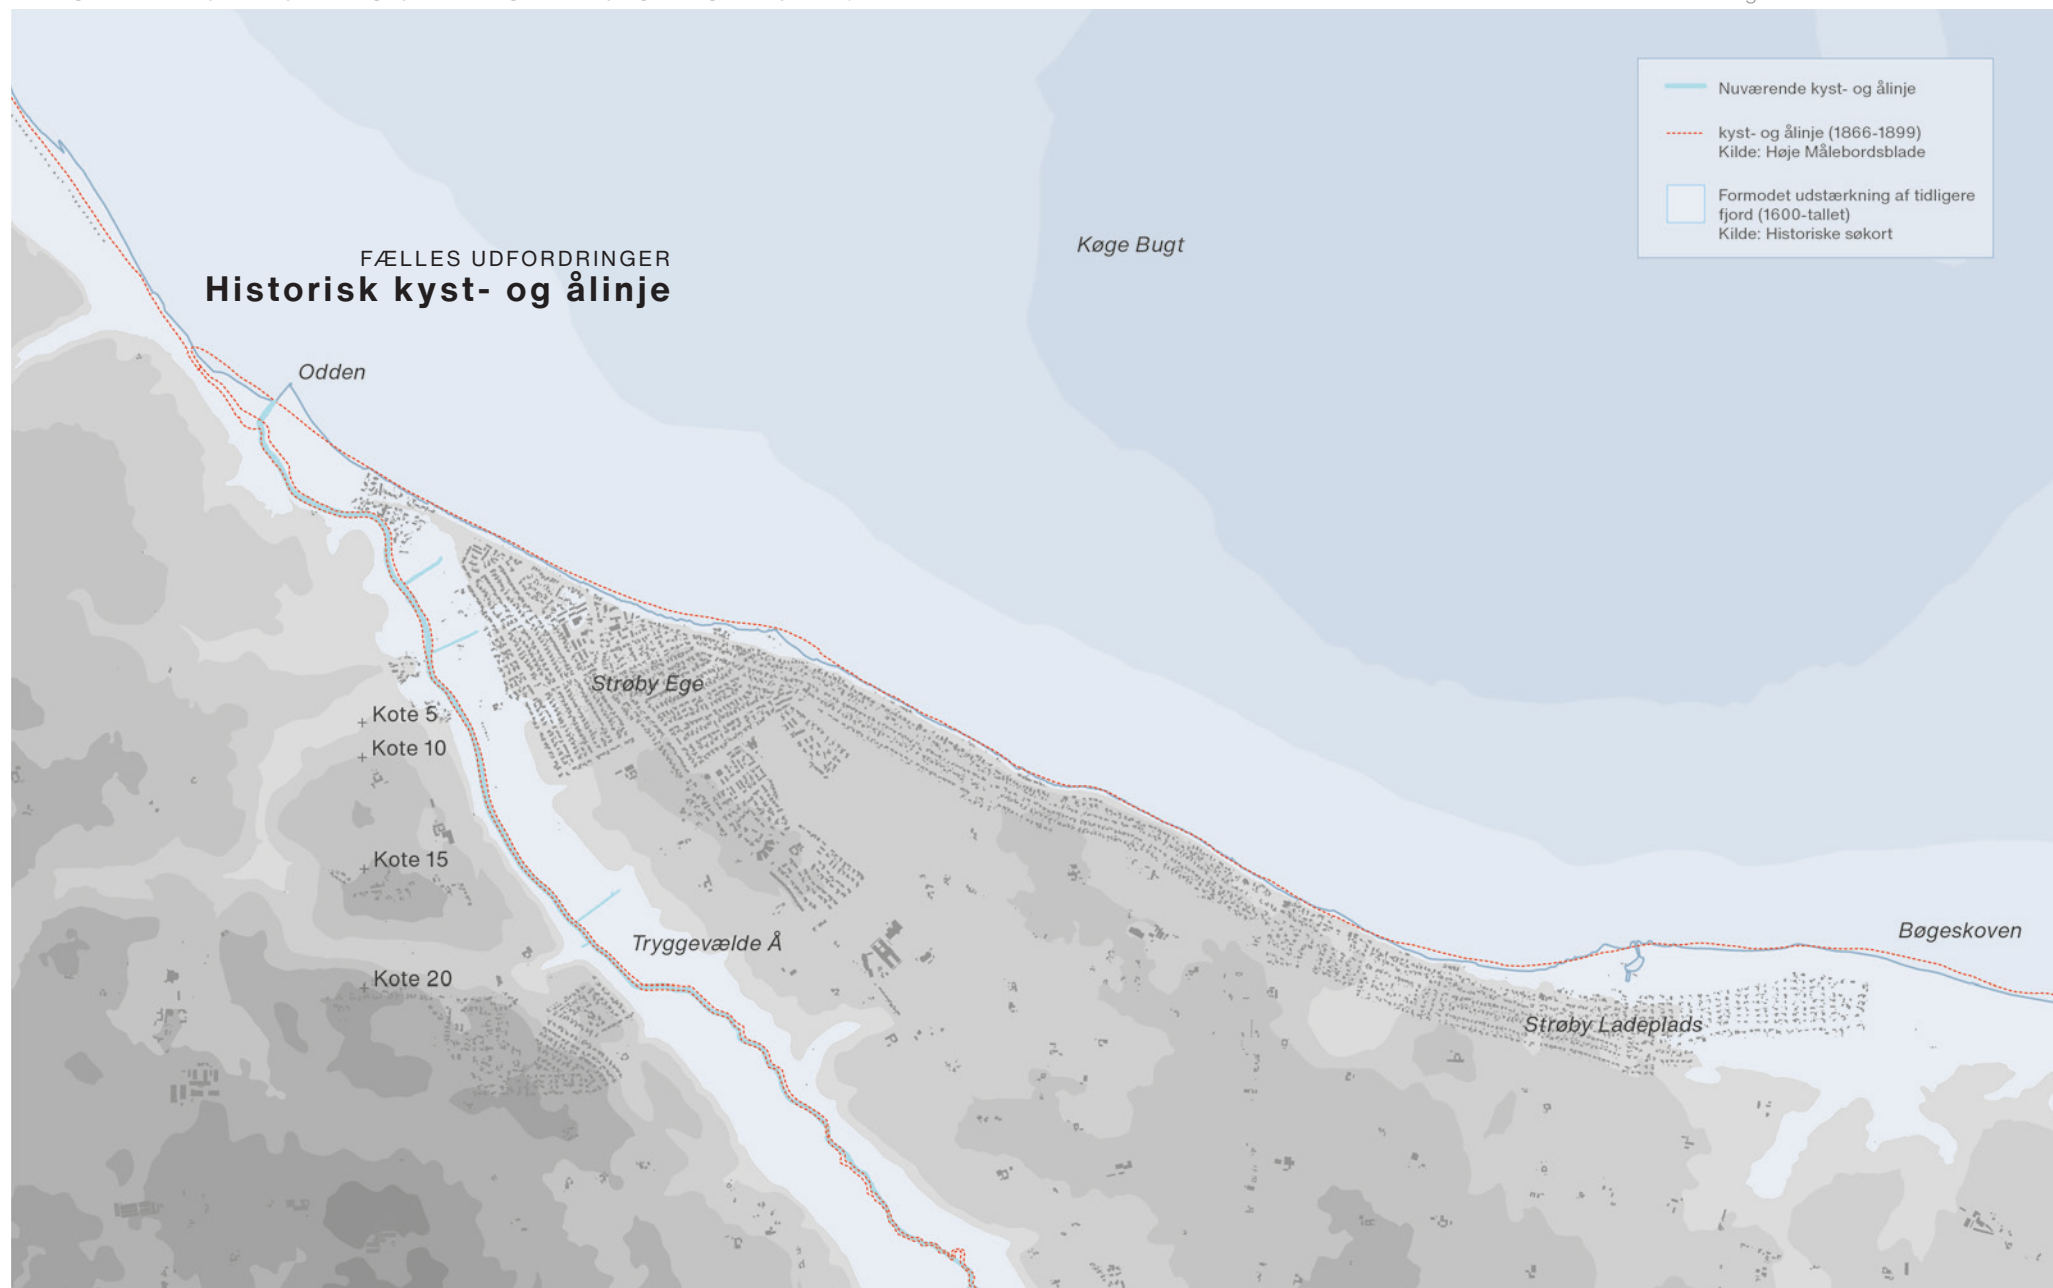 FÆLLES UDFORDRINGER
Historisk kyst- og ålinje
Nuværende kyst- og ålinje
kyst- og ålinje (1866-1899)
Kilde: Høje Målebordsblade
Formodet udstærkning af tidligere
fjord (1600-tallet)
Kilde: Historiske søkort
Køge Bugt
Odden
Strøby Ege
Kote 5
Kote 10
Kote 15
Tryggevælde Å
Bøgeskoven
Kote 20
Strøby Ladeplads